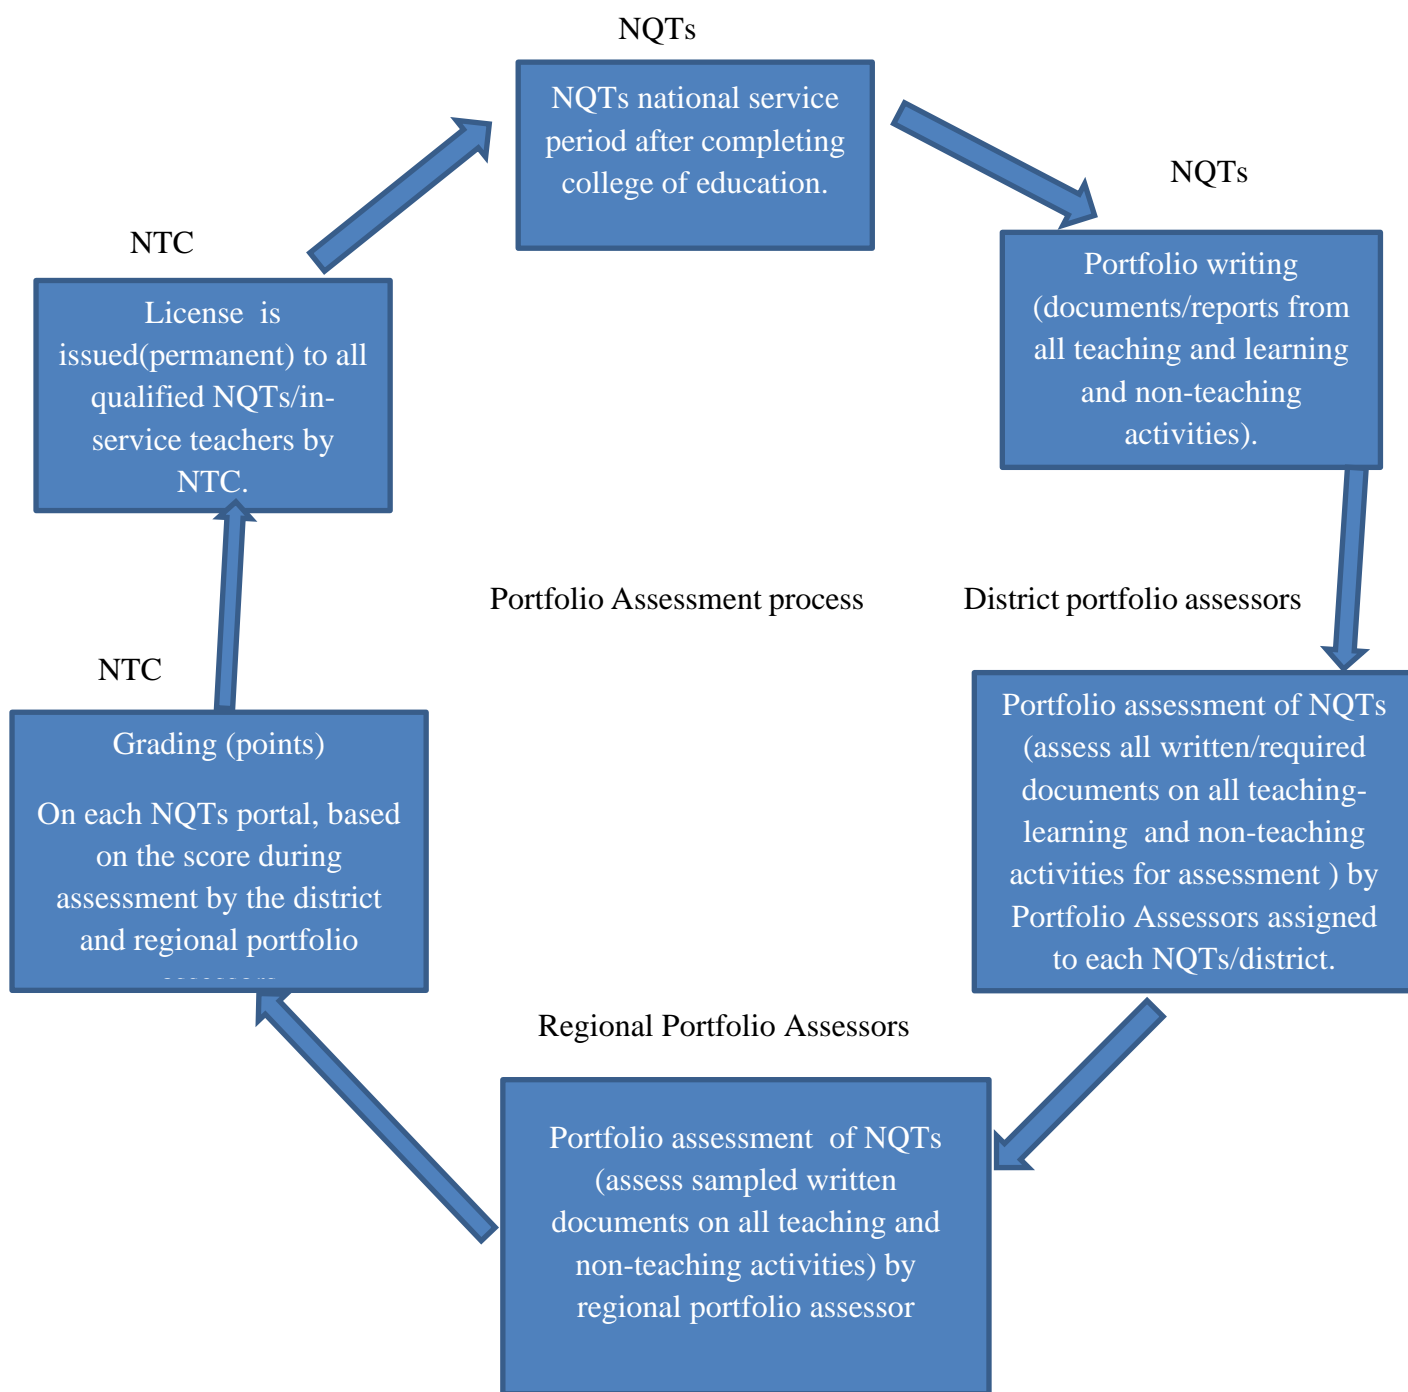 NQTs
NQTs national service
period after completing
college of education.
NQTs
Portfolio writing
(documents/reports from
all teaching and learning
and non-teaching
activities).
District portfolio assessors
Portfolio assessment of NQTs
(assess all written/required
documents on all teaching-
learning and non-teaching
activities for assessment ) by
Portfolio Assessors assigned
to each NQTs/district.
Regional Portfolio Assessors
Portfolio assessment of NQTs
(assess sampled written
documents on all teaching and
non-teaching activities) by
regional portfolio assessor
NTC
Grading (points)
On each NQTs portal, based
on the score during
assessment by the district
and regional portfolio
NTC
License is
issued(permanent) to all
qualified NQTs/in-
service teachers by
NTC.
Portfolio Assessment process